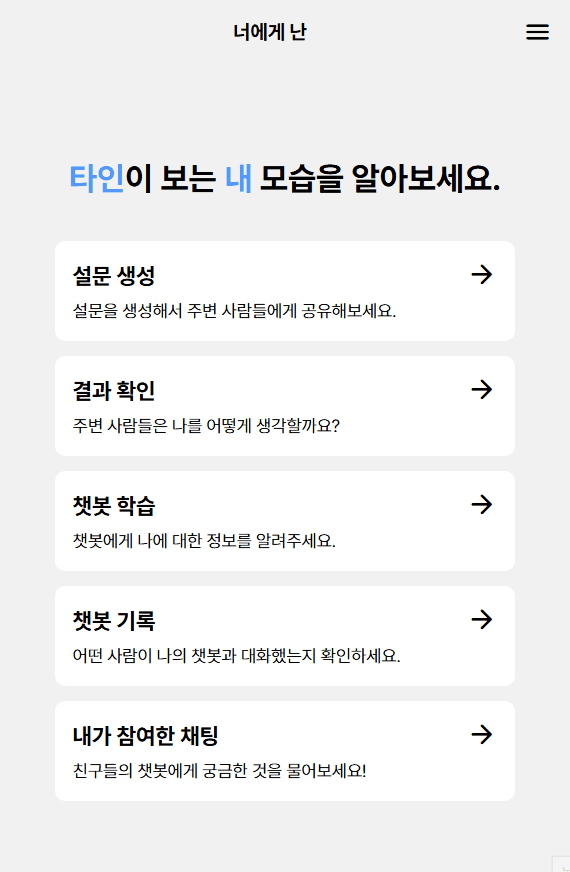 너에게 난
타인이 보는 내 모습을 알아보세요.
설문 생성
설문을 생성해서 주변 사람들에게 공유해보세요.
결과 확인
주변 사람들은 나를 어떻게 생각할까요?
챗봇 학습
챗봇에게 나에 대한 정보를 알려주세요.
챗봇 기록
어떤 사람이 나의 챗봇과 대화했는지 확인하세요.
내가 참여한 채팅
친구들의 챗봇에게 궁금한 것을 물어보세요!